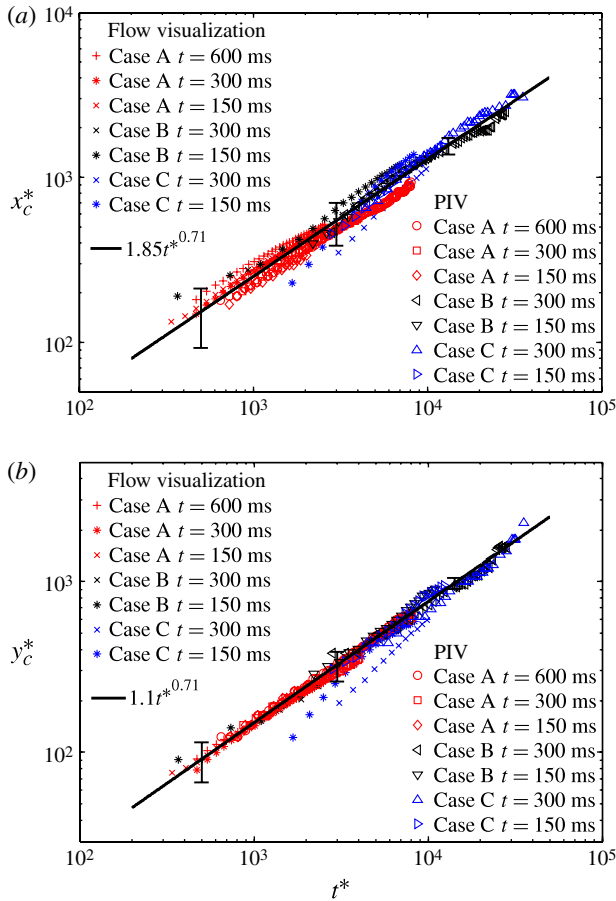 (a)
10^4
Flow visualization
Case A t = 600 ms
Case A t = 300 ms
Case A t = 150 ms
Case B t = 300 ms
Case B t = 150 ms
Case C t = 300 ms
Case C t = 150 ms
1.85t*^0.71
x_C^*
10^3
10^2
PIV
Case A t = 600 ms
Case A t = 300 ms
Case A t = 150 ms
Case B t = 300 ms
Case B t = 150 ms
Case C t = 300 ms
Case C t = 150 ms
10^2 10^3 10^4 10^5
(b)
Flow visualization
Case A t = 600 ms
Case A t = 300 ms
Case A t = 150 ms
Case B t = 300 ms
Case B t = 150 ms
Case C t = 300 ms
Case C t = 150 ms
1.1t*^0.71
y_C^*
10^3
10^2
PIV
Case A t = 600 ms
Case A t = 300 ms
Case A t = 150 ms
Case B t = 300 ms
Case B t = 150 ms
Case C t = 300 ms
Case C t = 150 ms
10^2 10^3 10^4 10^5
t*